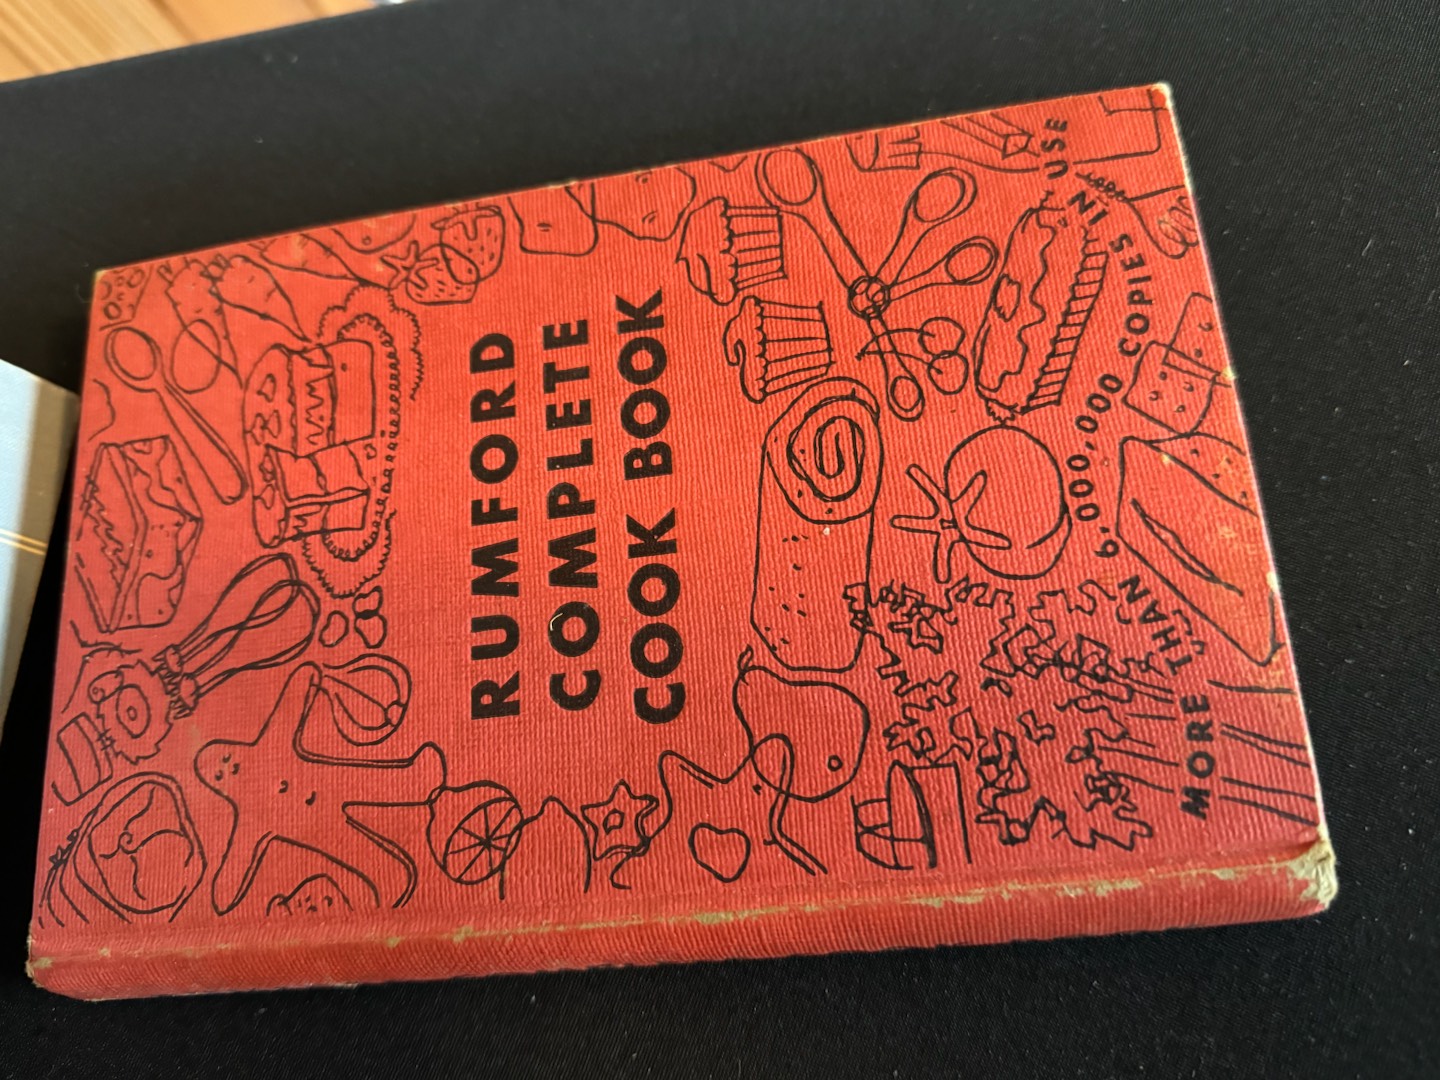 RUMFORD
COMPLETE
COOK BOOK
MORE THAN 6,000,000 COPIES IN USE